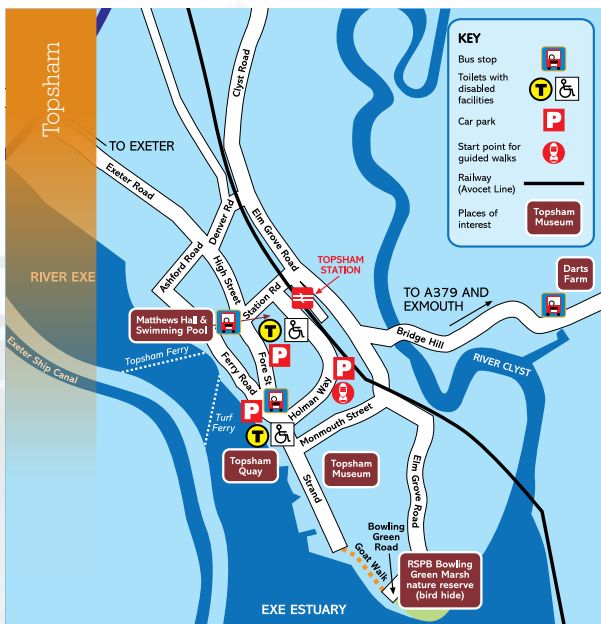 Topsham
KEY
Bus stop
Toilets with
disabled
facilities
T
Car park
P
Start point for
guided walks
Railway
(Avocet Line)
Places of
interest
Topsham
Museum
Clyst Road
TO EXETER
Exeter Road
Denver Rd
Elm Grove Road
Ashford Road
High Street
TOPSHAM
STATION
RIVER EXE
Station Rd
Darts
Farm
TO A379 AND
EXMOUTH
Matthews Hall &
Swimming Pool
T
Bridge Hill
Exeter Ship Canal
Topsham Ferry
Ferry Road
Fore St
P
P
RIVER CLYST
Holman Way
P
Turf
Ferry
T
Monmouth Street
Topsham
Quay
Topsham
Museum
Elm Grove Road
Strand
Bowling
Green
Road
Goat Walk
RSPB Bowling
Green Marsh
nature reserve
(bird hide)
EXE ESTUARY